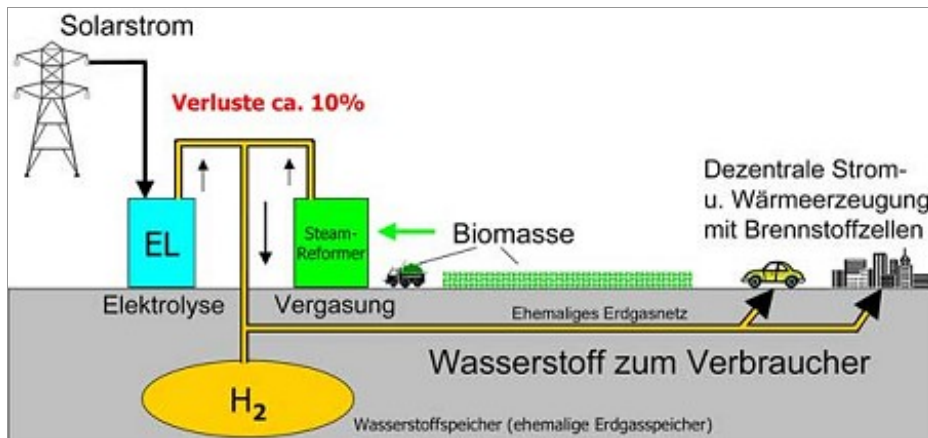 Solarstrom
Verluste ca. 10%
Dezentrale Strom-
u. Wärmeerzeugung
mit Brennstoffzellen
EL
Steam-
Reformer
Biomasse
Elektrolyse
Vergasung
Ehemaliges Erdgasnetz
Wasserstoff zum Verbraucher
H₂
Wasserstoffspeicher (ehemalige Erdgasspeicher)